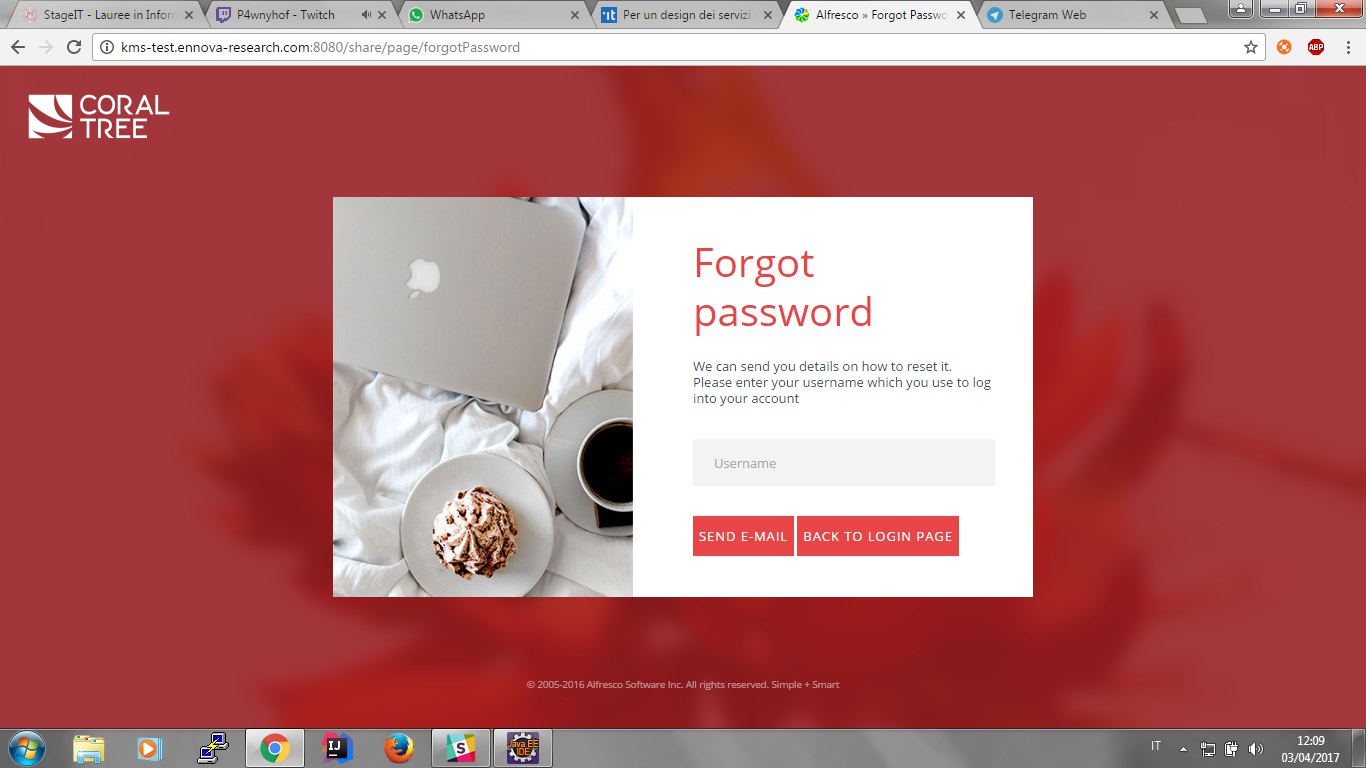 StageIT - Lauree in Infor
P4wnyhof - Twitch
WhatsApp
Per un design dei servizi
Alfresco » Forgot Passwo
Telegram Web
kms-test.ennova-research.com:8080/share/page/forgotPassword
ABP
CORAL
TREE
Forgot
password
We can send you details on how to reset it.
Please enter your username which you use to log
into your account
Username
SEND E-MAIL
BACK TO LOGIN PAGE
© 2005-2016 Alfresco Software Inc. All rights reserved. Simple + Smart
IJ
S
Java EE
IDE
IT
12:09
03/04/2017